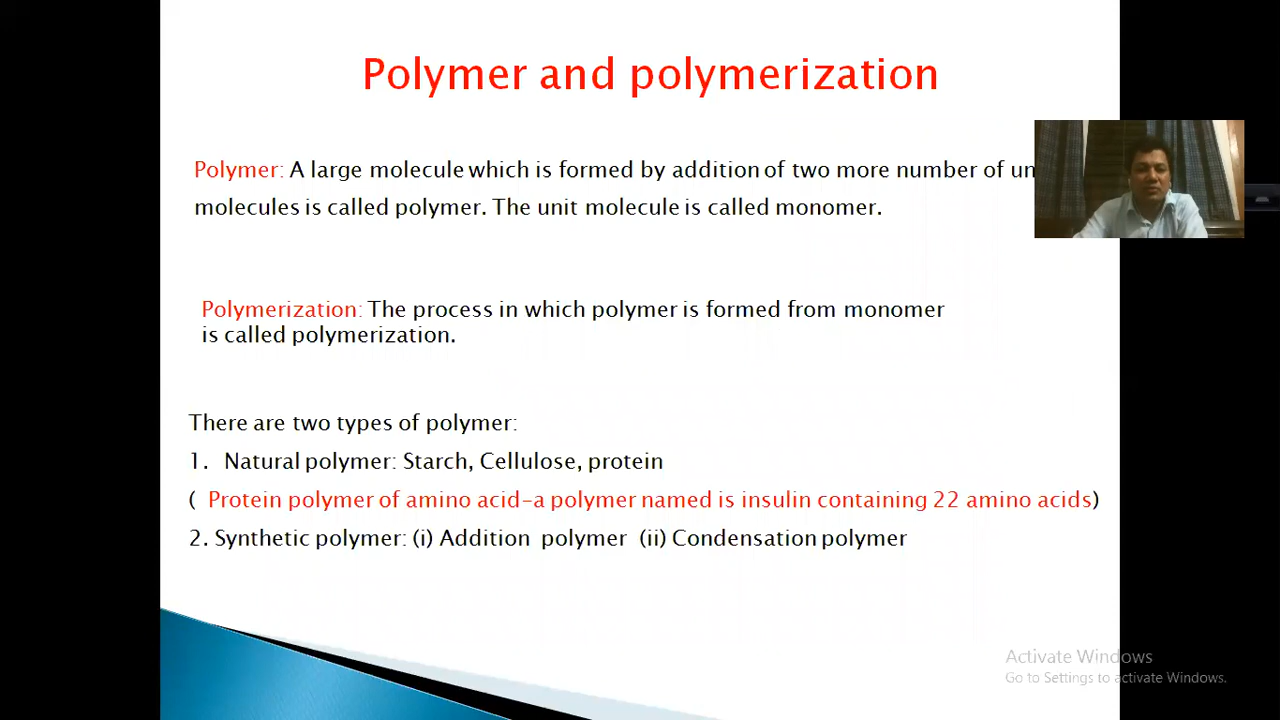 Polymer and polymerization
Polymer: A large molecule which is formed by addition of two more number of
molecules is called polymer. The unit molecule is called monomer.
Polymerization: The process in which polymer is formed from monomer
is called polymerization.
There are two types of polymer:
1. Natural polymer: Starch, Cellulose, protein
( Protein polymer of amino acid-a polymer named is insulin containing 22 amino acids)
2. Synthetic polymer: (i) Addition polymer (ii) Condensation polymer
Activate Windows
Go to Settings to activate Windows.